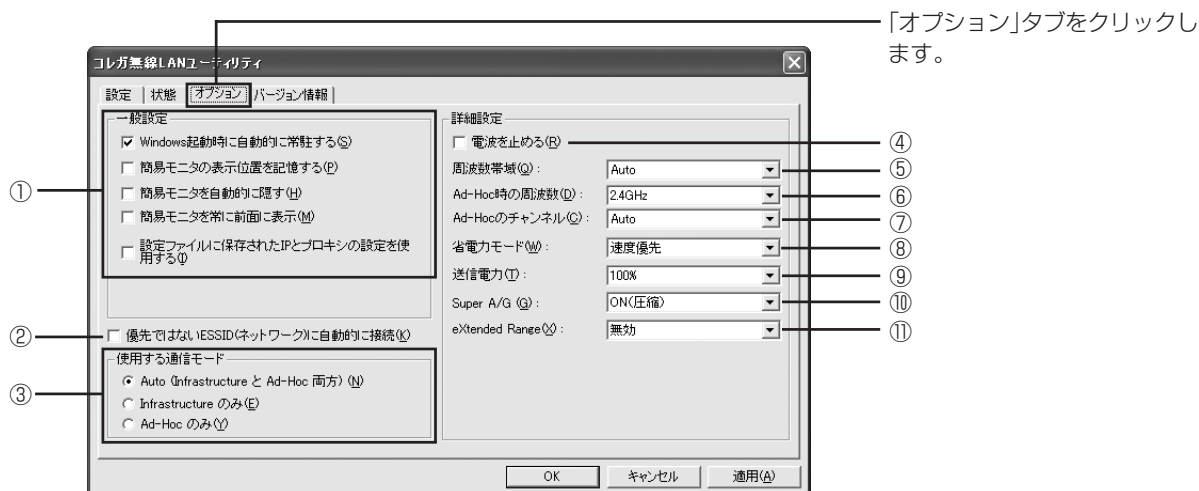 「オプション」タブをクリックし
ます。
コレガ無線LANユーティリティ
設定 状態 オプション バージョン情報
一般設定
Windows起動時に自動的に常駐する(S)
簡易モニタの表示位置を記憶する(P)
簡易モニタを自動的に隠す(H)
簡易モニタを常に前面に表示(M)
設定ファイルに保存されたIPとプロキシの設定を使
用する(I)
①
優先ではないESSID(ネットワーク)に自動的に接続(K)
②
使用する通信モード
Auto (Infrastructure と Ad-Hoc 両方) (N)
Infrastructure のみ(E)
Ad-Hoc のみ(Y)
③
詳細設定
電波を止める(R) ④
周波数帯域(Q) : Auto ⑤
Ad-Hoc時の周波数(D) : 2.4GHz ⑥
Ad-Hocのチャンネル(C) : Auto ⑦
省電力モード(W) : 速度優先 ⑧
送信電力(T) : 100% ⑨
Super A/G (G) : ON(圧縮) ⑩
eXtended Range(X) : 無効 ⑪
OK キャンセル 適用(A)